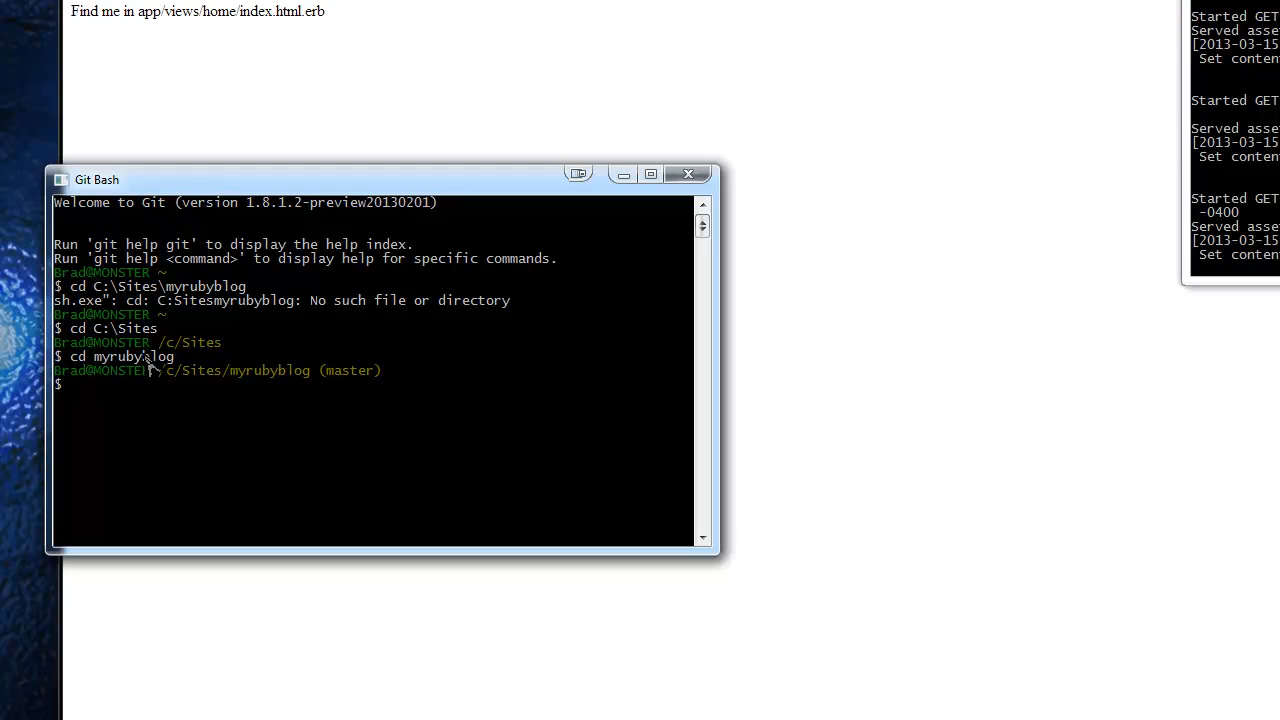 Find me in app/views/home/index.html.erb
Started GET
Served asse
[2013-03-15
Set conten
Started GET
Served asse
[2013-03-15
Set conten
Started GET
-0400
Served asse
[2013-03-15
Set conten
Git Bash
Welcome to Git (version 1.8.1.2-preview20130201)
Run 'git help git' to display the help index.
Run 'git help <command>' to display help for specific commands.
Brad@MONSTER ~
$ cd C:\Sites\myrubyblog
sh.exe": cd: C:Sitesmyrubyblog: No such file or directory
Brad@MONSTER ~
$ cd C:\Sites
Brad@MONSTER /c/Sites
$ cd myrubyblog
Brad@MONSTER /c/Sites/myrubyblog (master)
$